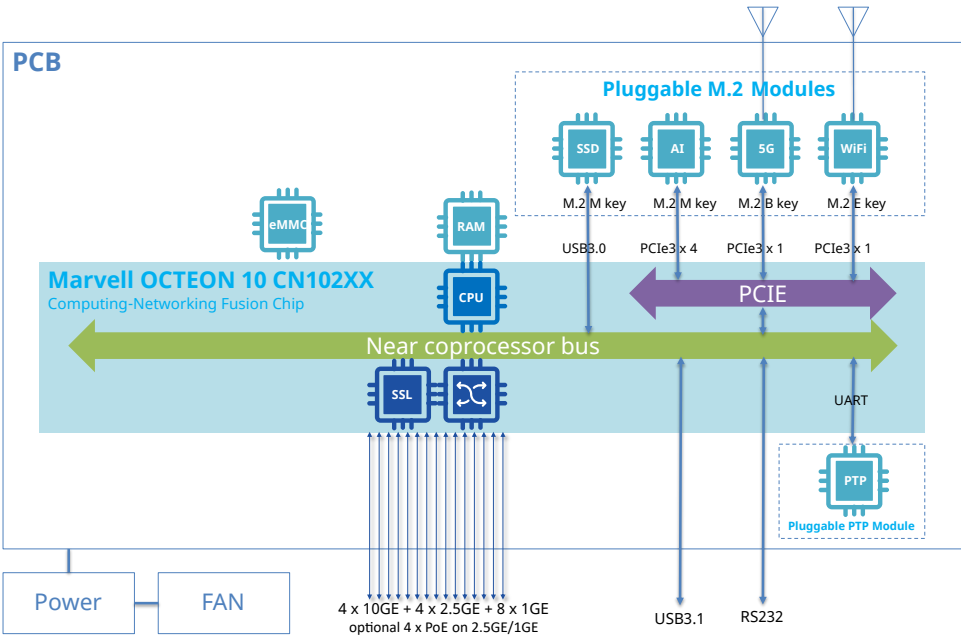 PCB
Pluggable M.2 Modules
SSD
AI
5G
WiFi
M.2 M key
M.2 M key
M.2 B key
M.2 E key
eMMC
RAM
USB3.0
PCIe3 x 4
PCIe3 x 1
PCIe3 x 1
Marvell OCTEON 10 CN102XX
Computing-Networking Fusion Chip
CPU
PCIE
Near coprocessor bus
SSL
UART
PTP
Pluggable PTP Module
Power
FAN
4 x 10GE + 4 x 2.5GE + 8 x 1GE
optional 4 x PoE on 2.5GE/1GE
USB3.1
RS232